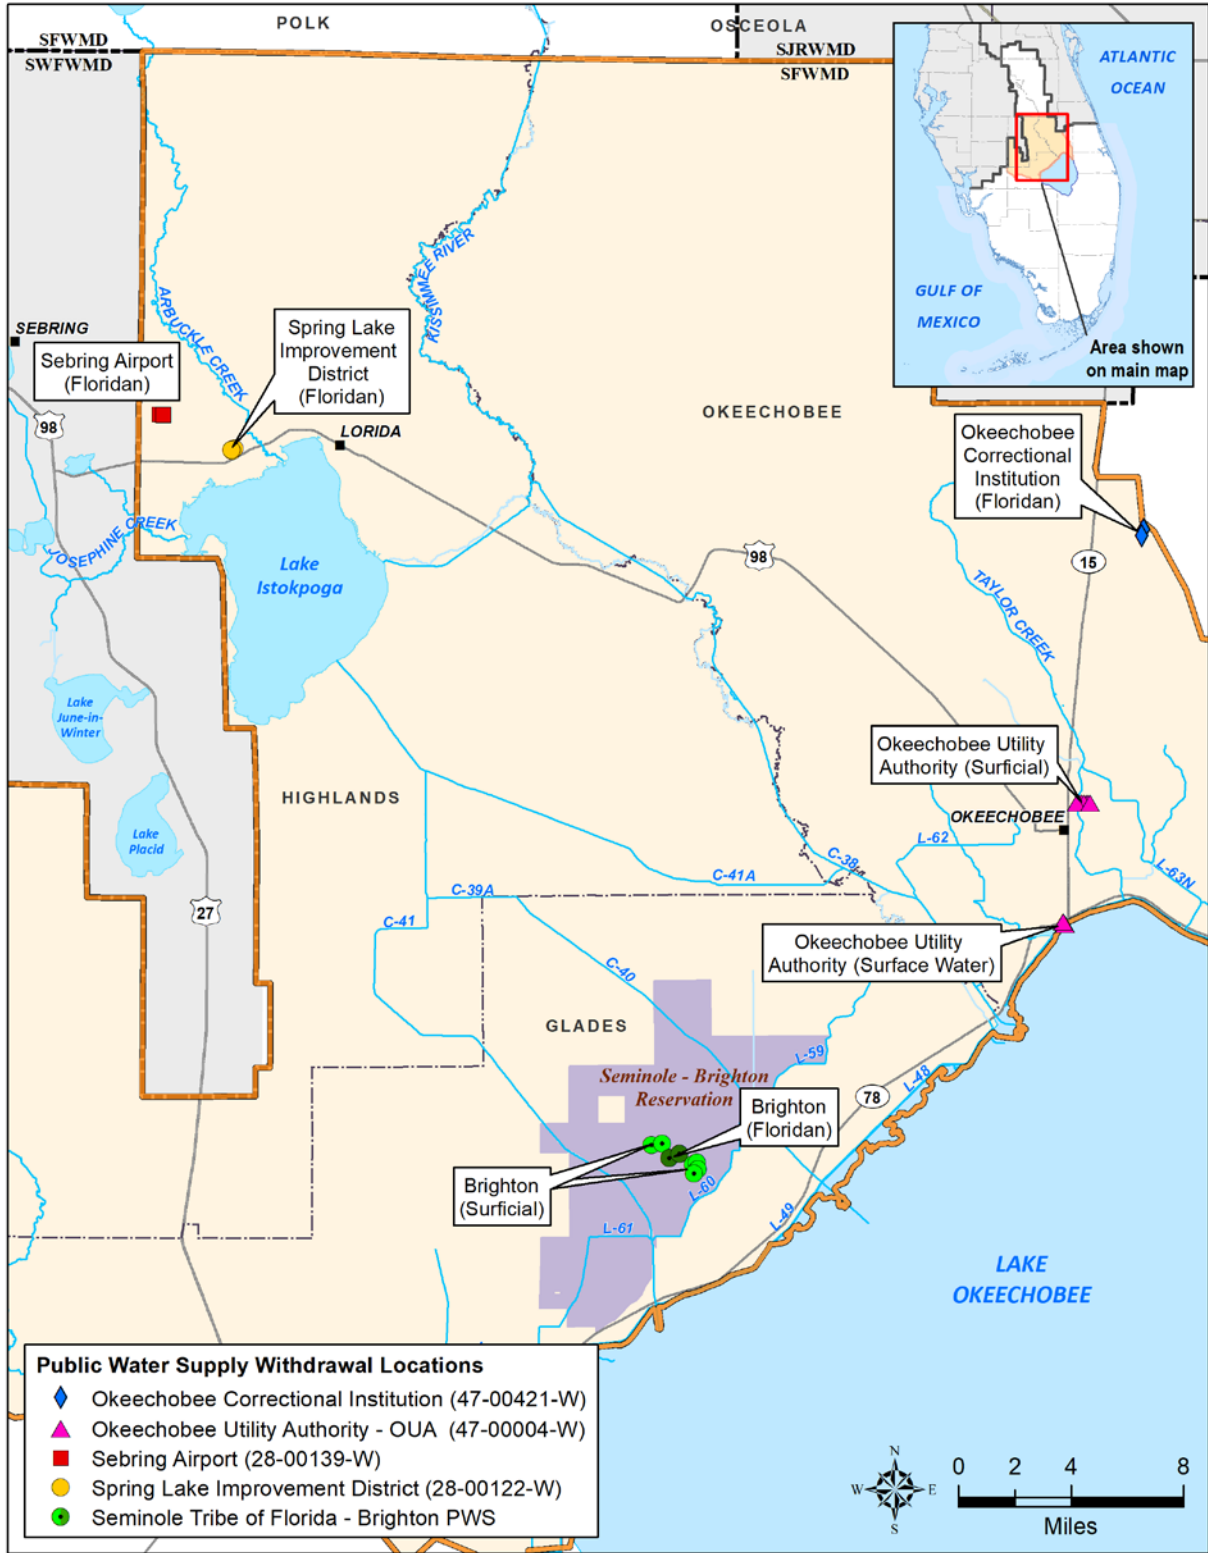 POLK
OSCEOLA
SFWMD
SWFWMD
SJRWMD
SFWMD
ATLANTIC
OCEAN
GULF OF
MEXICO
Area shown
on main map
KISSIMMEE RIVER
ARBUCKLE CREEK
SEBRING
Sebring Airport
(Floridan)
Spring Lake
Improvement
District
(Floridan)
98
LORIDA
OKEECHOBEE
Okeechobee
Correctional
Institution
(Floridan)
JOSEPHINE CREEK
Lake
Istokpoga
98
15
TAYLOR CREEK
Lake
June-in-
Winter
Okeechobee Utility
Authority (Surficial)
HIGHLANDS
OKEECHOBEE
Lake
Placid
L-62
C-38
L-63N
C-41A
C-39A
27
C-41
Okeechobee Utility
Authority (Surface Water)
C-40
GLADES
L-59
Seminole - Brighton
Reservation
L-48
78
Brighton
(Floridan)
Brighton
(Surficial)
L-60
L-49
L-61
LAKE
OKEECHOBEE
Public Water Supply Withdrawal Locations
Okeechobee Correctional Institution (47-00421-W)
Okeechobee Utility Authority - OUA (47-00004-W)
Sebring Airport (28-00139-W)
Spring Lake Improvement District (28-00122-W)
Seminole Tribe of Florida - Brighton PWS
N
W E
S
0 2 4 8
Miles